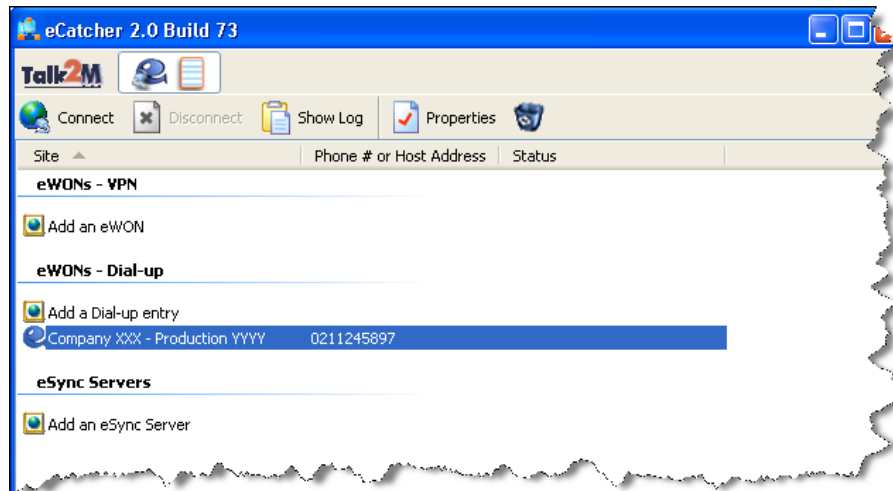 eCatcher 2.0 Build 73
Talk2M
Connect Disconnect Show Log Properties
Site Phone # or Host Address Status
eWONs - VPN
Add an eWON
eWONs - Dial-up
Add a Dial-up entry
Company XXX - Production YYYY 0211245897
eSync Servers
Add an eSync Server